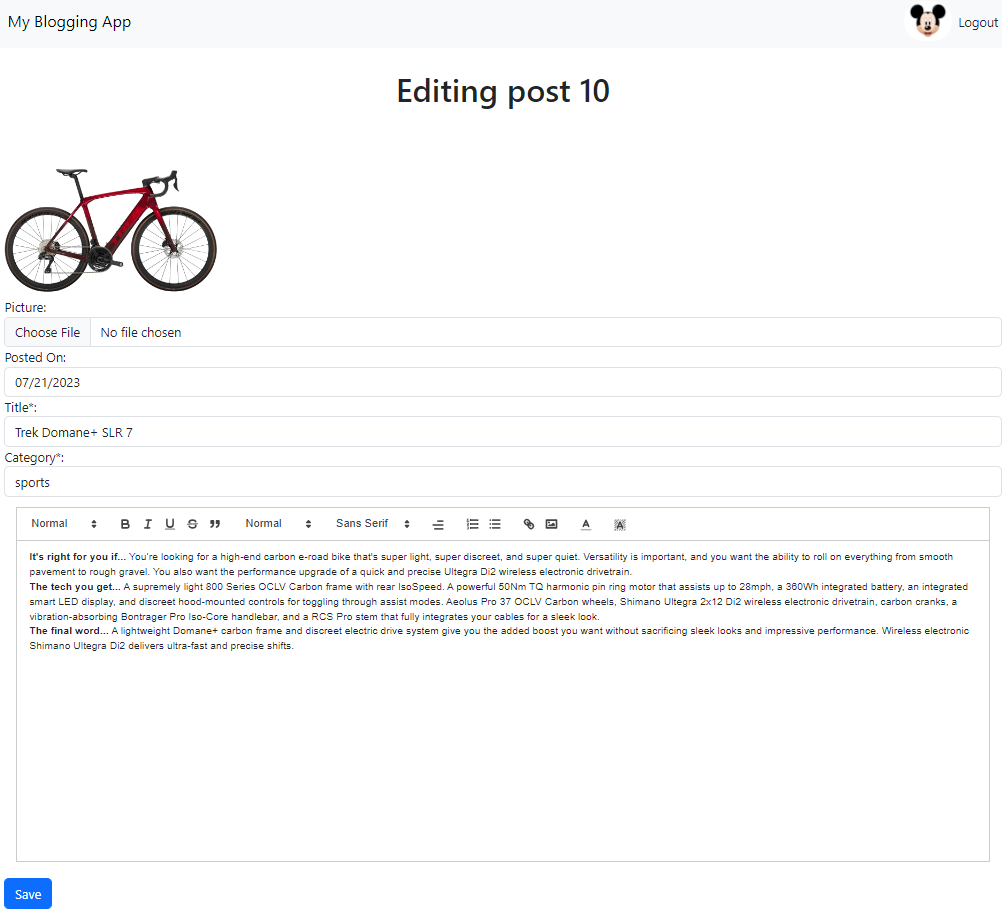 My Blogging App
Logout
Editing post 10
Picture:
Choose File No file chosen
Posted On:
07/21/2023
Title*:
Trek Domane+ SLR 7
Category*:
sports
Normal B I U S Normal Sans Serif A A
It's right for you if... You're looking for a high-end carbon e-road bike that's super light, super discreet, and super quiet. Versatility is important, and you want the ability to roll on everything from smooth
pavement to rough gravel. You also want the performance upgrade of a quick and precise Ultegra Di2 wireless electronic drivetrain.
The tech you get... A supremely light 800 Series OCLV Carbon frame with rear IsoSpeed. A powerful 50Nm TQ harmonic pin ring motor that assists up to 28mph, a 360Wh integrated battery, an integrated
smart LED display, and discreet hood-mounted controls for toggling through assist modes. Aeolus Pro 37 OCLV Carbon wheels, Shimano Ultegra 2x12 Di2 wireless electronic drivetrain, carbon cranks, a
vibration-absorbing Bontrager Pro Iso-Core handlebar, and a RCS Pro stem that fully integrates your cables for a sleek look.
The final word... A lightweight Domane+ carbon frame and discreet electric drive system give you the added boost you want without sacrificing sleek looks and impressive performance. Wireless electronic
Shimano Ultegra Di2 delivers ultra-fast and precise shifts.
Save